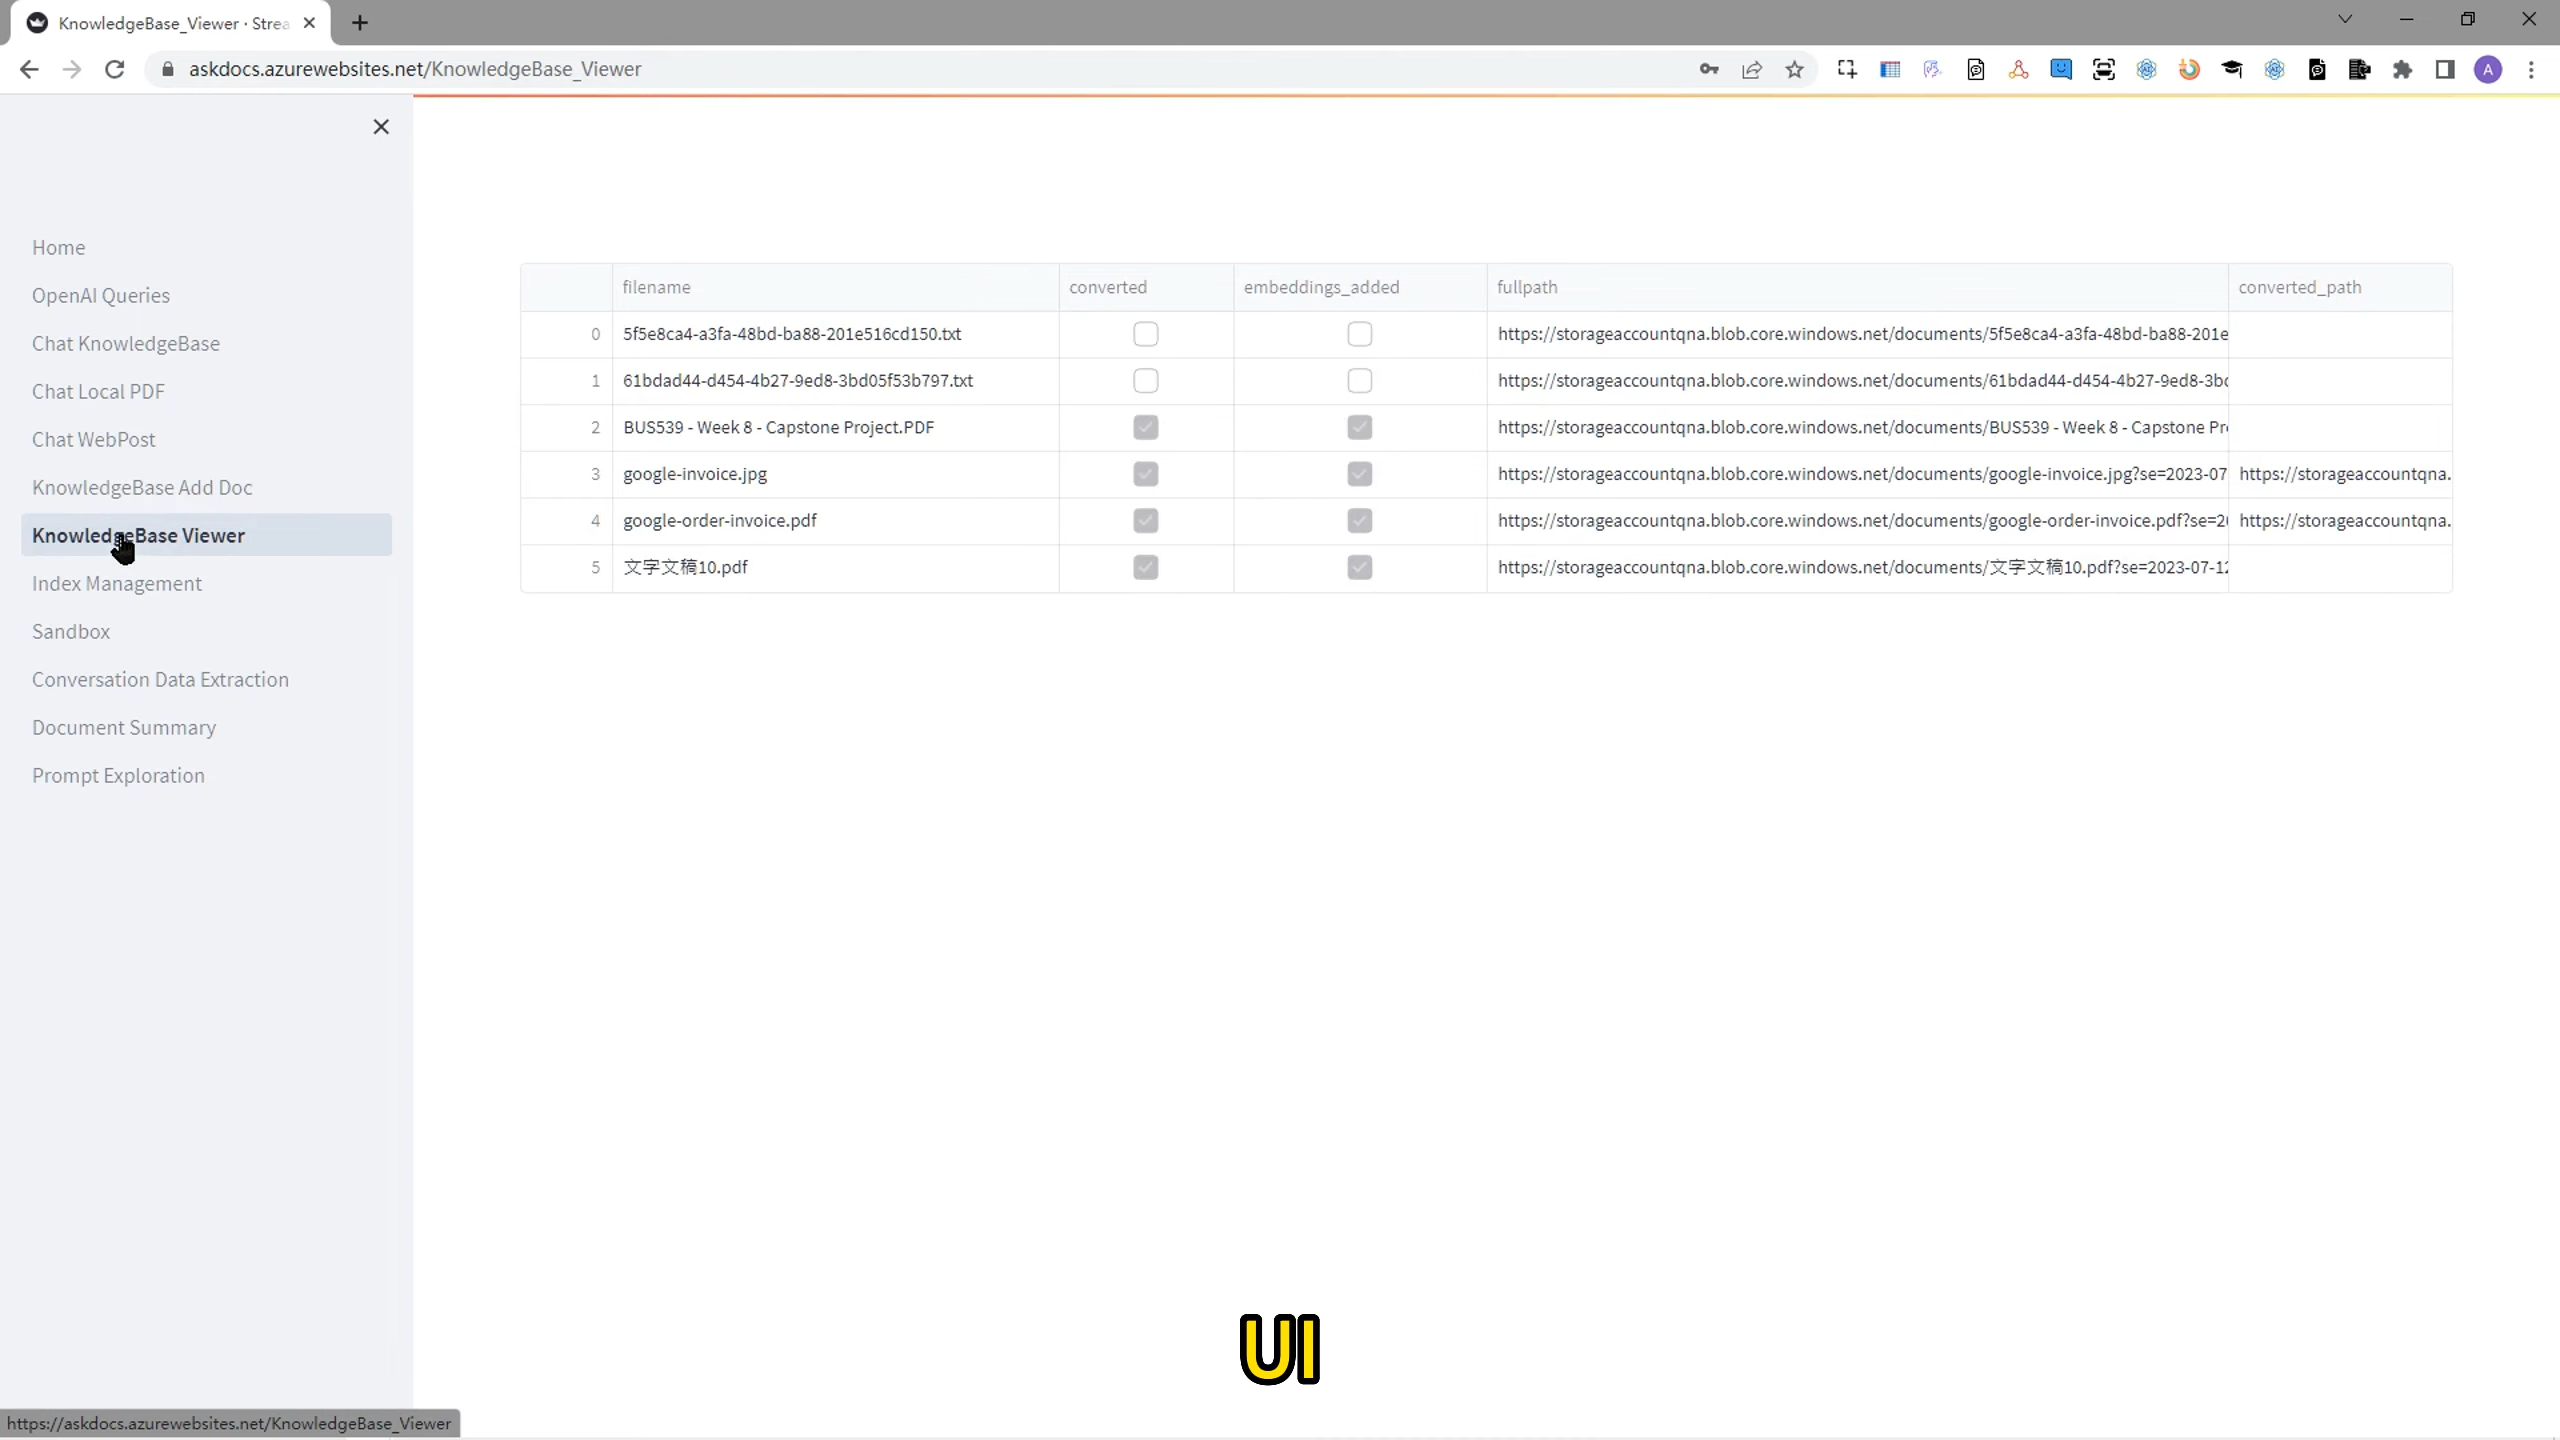 KnowledgeBase_Viewer · Strea
askdocs.azurewebsites.net/KnowledgeBase_Viewer
A
Home
OpenAI Queries
Chat KnowledgeBase
Chat Local PDF
Chat WebPost
KnowledgeBase Add Doc
KnowledgeBase Viewer
Index Management
Sandbox
Conversation Data Extraction
Document Summary
Prompt Exploration
filename converted embeddings_added fullpath converted_path
0 5f5e8ca4-a3fa-48bd-ba88-201e516cd150.txt https://storageaccountqna.blob.core.windows.net/documents/5f5e8ca4-a3fa-48bd-ba88-201e
1 61bdad44-d454-4b27-9ed8-3bd05f53b797.txt https://storageaccountqna.blob.core.windows.net/documents/61bdad44-d454-4b27-9ed8-3bd
2 BUS539 - Week 8 - Capstone Project.PDF https://storageaccountqna.blob.core.windows.net/documents/BUS539 - Week 8 - Capstone Pr
3 google-invoice.jpg https://storageaccountqna.blob.core.windows.net/documents/google-invoice.jpg?se=2023-07 https://storageaccountqna.
4 google-order-invoice.pdf https://storageaccountqna.blob.core.windows.net/documents/google-order-invoice.pdf?se=20 https://storageaccountqna.
5 文字文稿10.pdf https://storageaccountqna.blob.core.windows.net/documents/文字文稿10.pdf?se=2023-07-12
UI
https://askdocs.azurewebsites.net/KnowledgeBase_Viewer